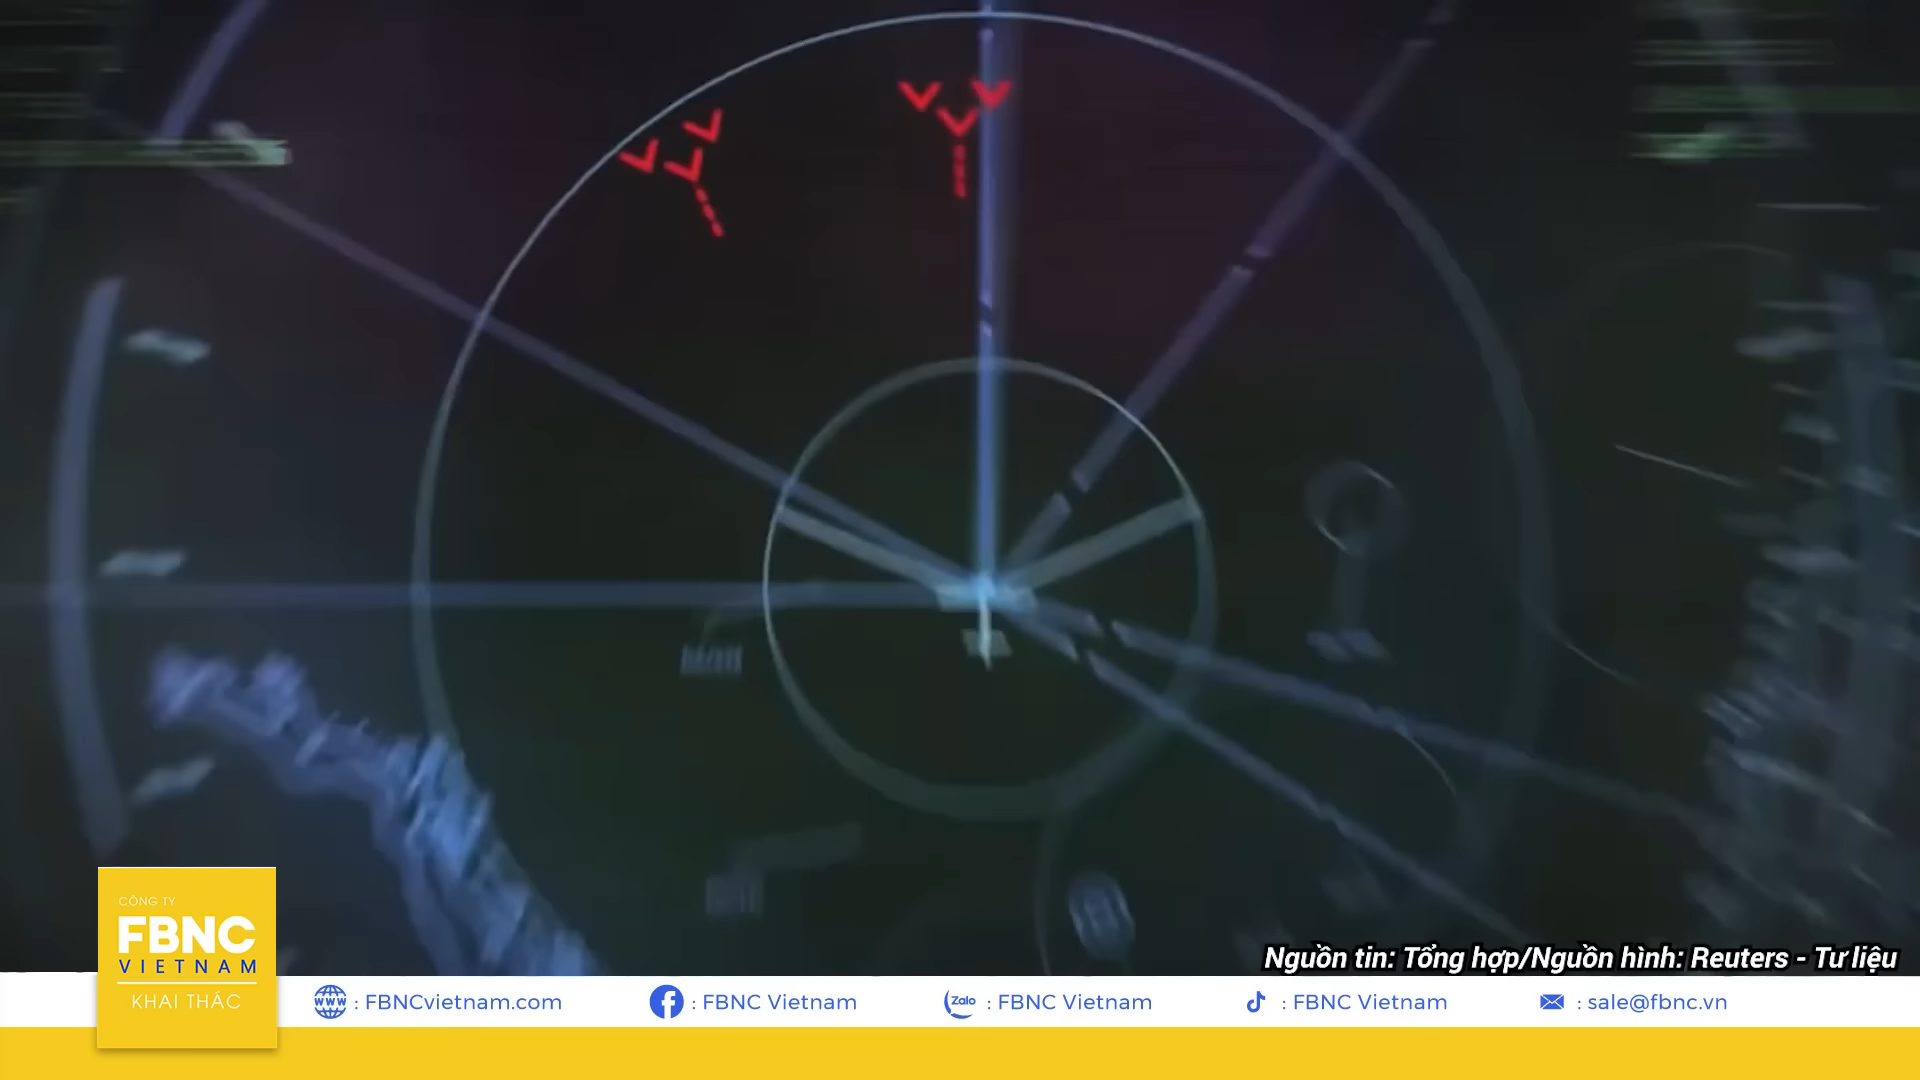 Nguồn tin: Tổng hợp/Nguồn hình: Reuters - Tư liệu
CÔNG TY
FBNC
VIETNAM
KHAI THÁC
www : FBNCvietnam.com
: FBNC Vietnam
Zalo : FBNC Vietnam
: FBNC Vietnam
: sale@fbnc.vn